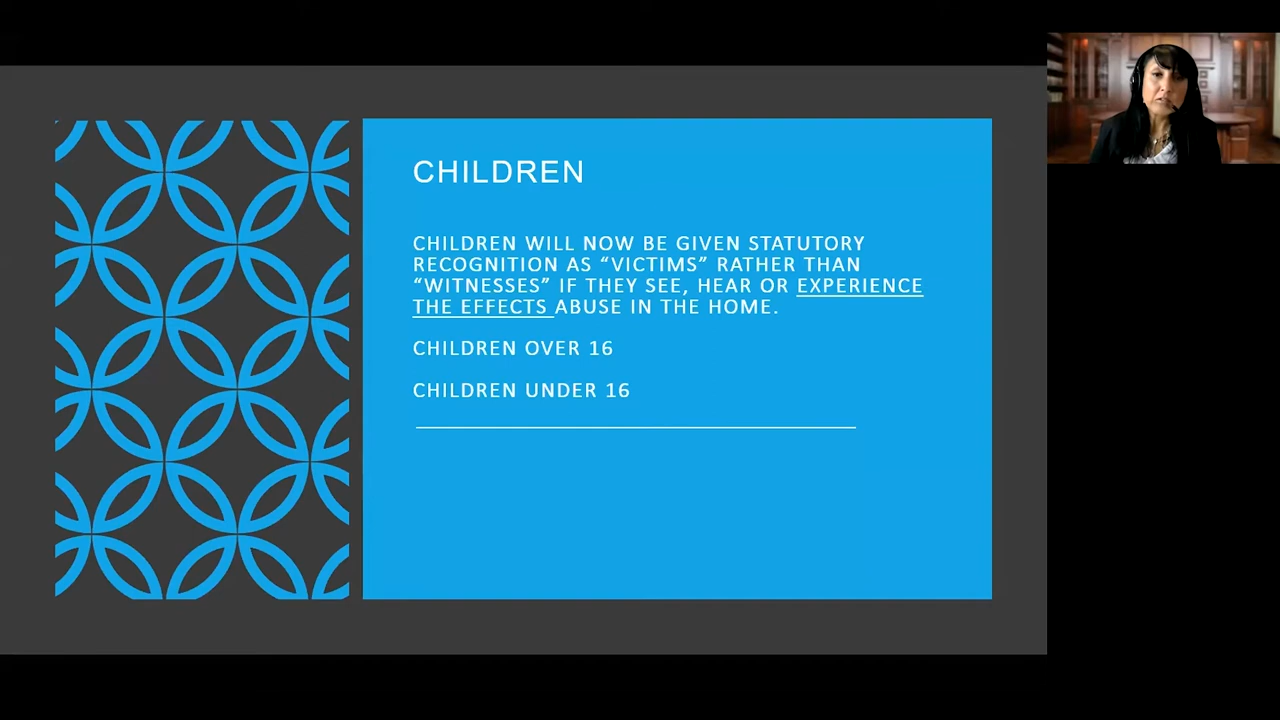 CHILDREN
CHILDREN WILL NOW BE GIVEN STATUTORY
RECOGNITION AS “VICTIMS” RATHER THAN
“WITNESSES” IF THEY SEE, HEAR OR EXPERIENCE
THE EFFECTS ABUSE IN THE HOME.
CHILDREN OVER 16
CHILDREN UNDER 16